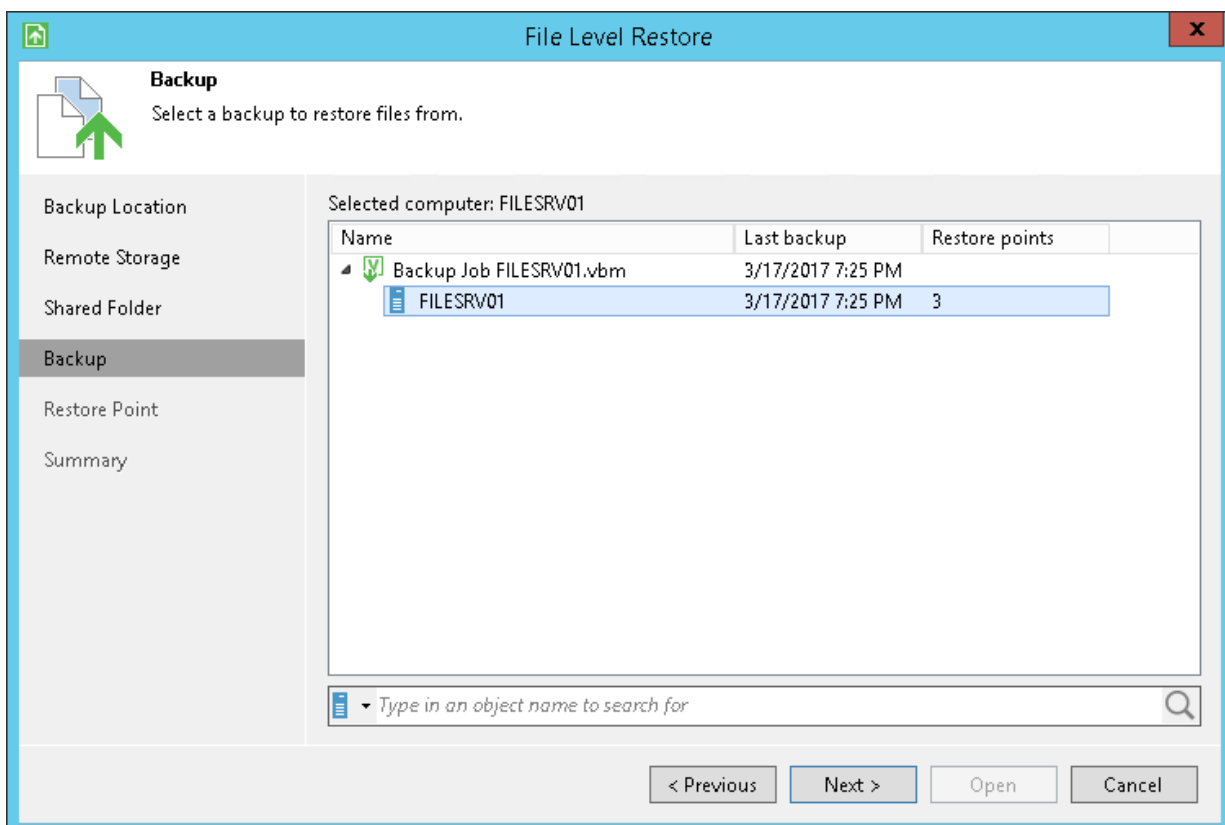 File Level Restore
x
Backup
Select a backup to restore files from.
Backup Location
Remote Storage
Shared Folder
Backup
Restore Point
Summary
Selected computer: FILESRV01
Name Last backup Restore points
Backup Job FILESRV01.vbm 3/17/2017 7:25 PM
FILESRV01 3/17/2017 7:25 PM 3
Type in an object name to search for
< Previous Next > Open Cancel